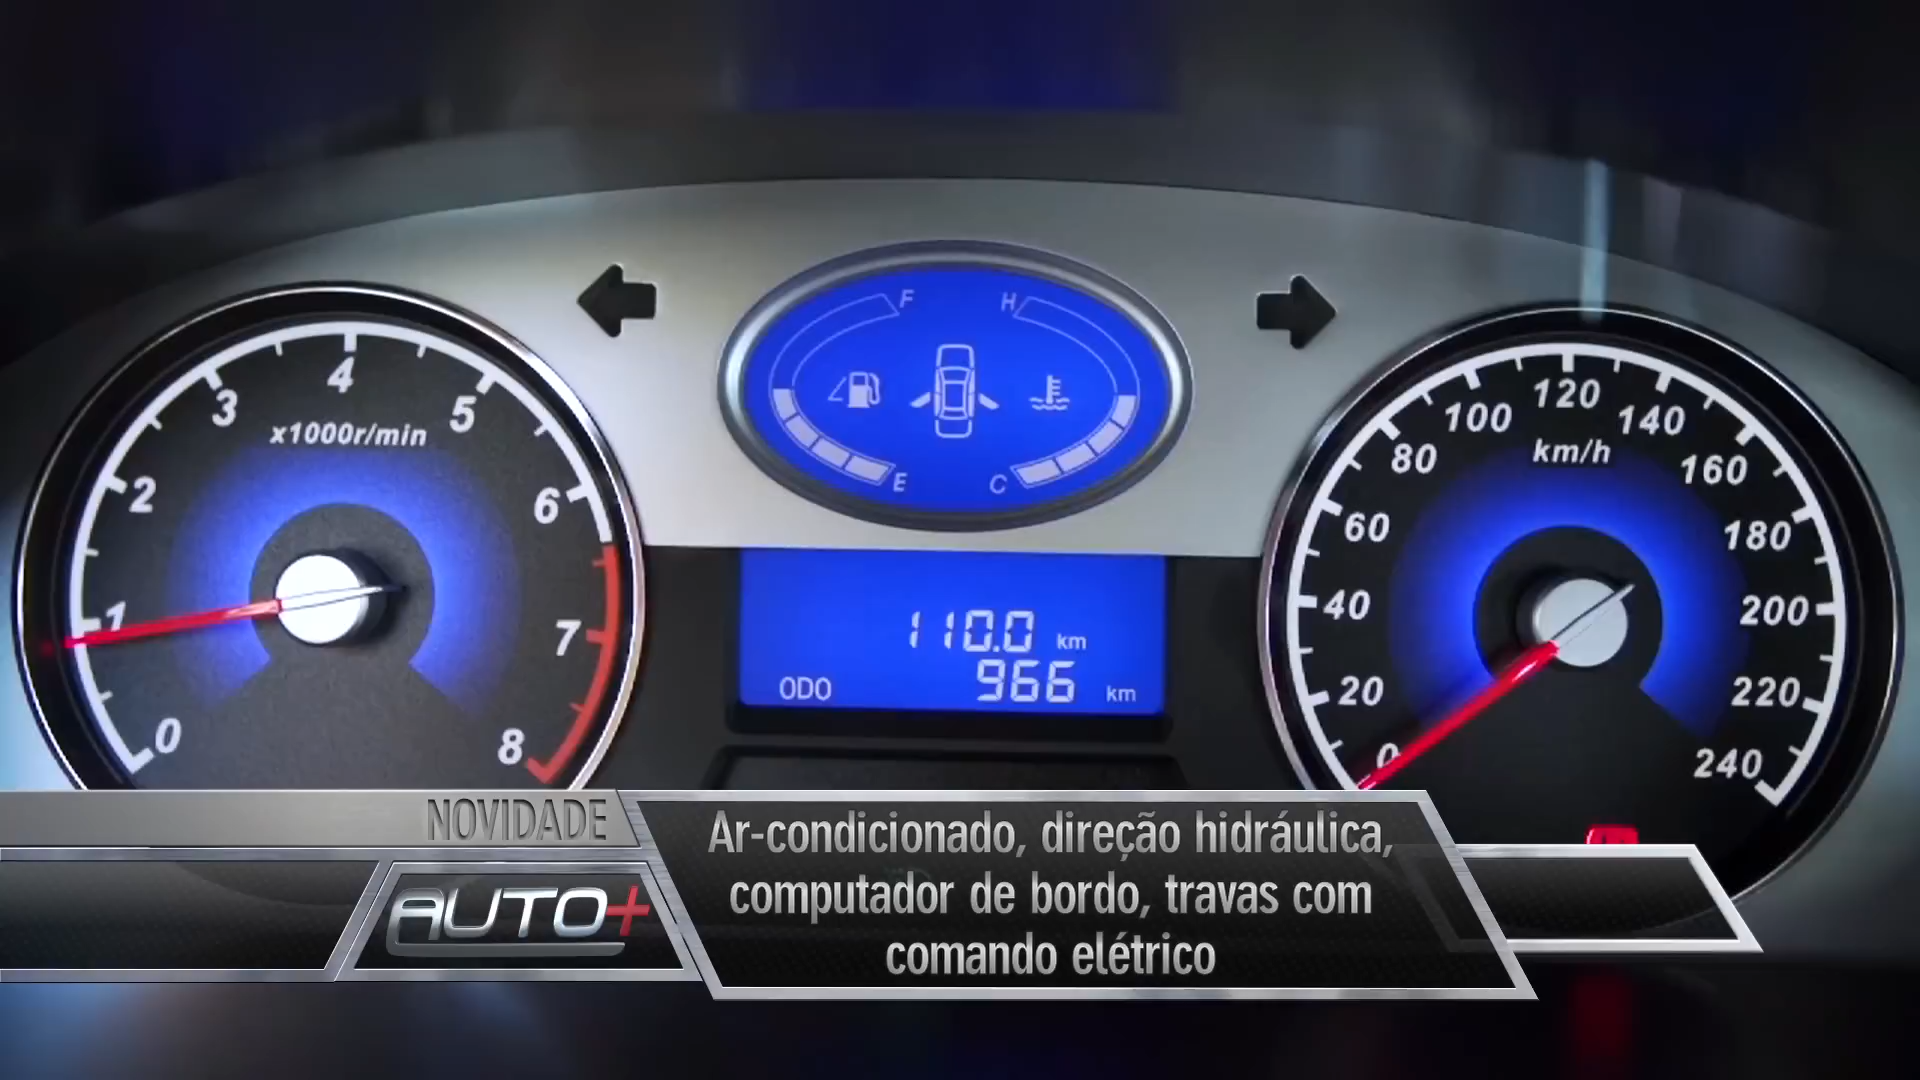 F H
E C
x1000r/min
0 1 2 3 4 5 6 7 8
110.0 km
ODO 966 km
km/h
0 20 40 60 80 100 120 140 160 180 200 220 240
NOVIDADE
AUTO+
Ar-condicionado, direção hidráulica,
computador de bordo, travas com
comando elétrico